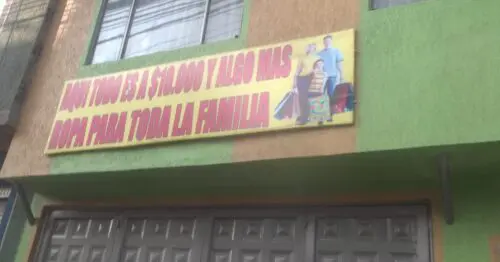 AQUI TODO ES A $10.000 Y ALGO MAS
ROPA PARA TODA LA FAMILIA